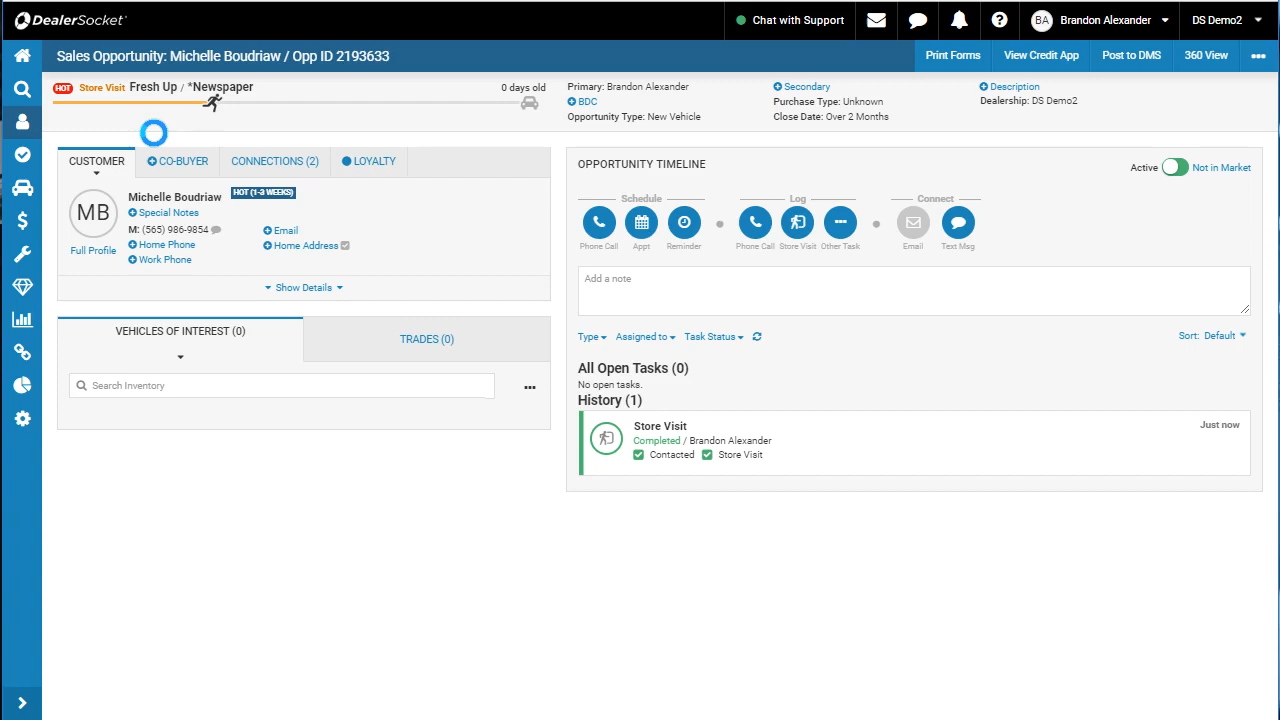 DealerSocket
Chat with Support
BA
Brandon Alexander
DS Demo2
Sales Opportunity: Michelle Boudriaw / Opp ID 2193633
Print Forms
View Credit App
Post to DMS
360 View
HOT Store Visit Fresh Up / *Newspaper
0 days old
Primary: Brandon Alexander
BDC
Opportunity Type: New Vehicle
Secondary
Purchase Type: Unknown
Close Date: Over 2 Months
Description
Dealership: DS Demo2
CUSTOMER
CO-BUYER
CONNECTIONS (2)
LOYALTY
MB
Full Profile
Michelle Boudriaw
HOT (1-3 WEEKS)
Special Notes
M: (565) 986-9854
Home Phone
Work Phone
Email
Home Address
Show Details
VEHICLES OF INTEREST (0)
TRADES (0)
Search Inventory
OPPORTUNITY TIMELINE
Active
Not in Market
Schedule
Log
Connect
Phone Call
Appt
Reminder
Phone Call
Store Visit
Other Task
Email
Text Msg
Add a note
Type
Assigned to
Task Status
Sort: Default
All Open Tasks (0)
No open tasks.
History (1)
Store Visit
Just now
Completed / Brandon Alexander
Contacted
Store Visit